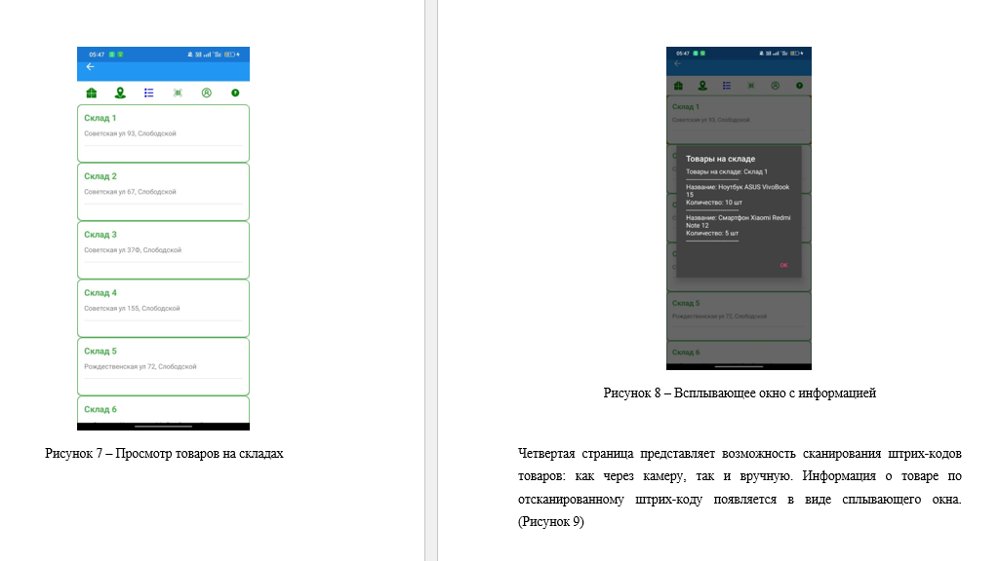 05:47
Склад 1
Советская ул 93, Слободской
Склад 2
Советская ул 67, Слободской
Склад 3
Советская ул 37Ф, Слободской
Склад 4
Советская ул 155, Слободской
Склад 5
Рождественская ул 72, Слободской
Склад 6
Рисунок 7 – Просмотр товаров на складах
05:47
Склад 1
Советская ул 93, Слободской
Товары на складе
Товары на складе: Склад 1
Название: Ноутбук ASUS VivoBook
15
Количество: 10 шт
Название: Смартфон Xiaomi Redmi
Note 12
Количество: 5 шт
ОК
Склад 5
Рождественская ул 72, Слободской
Склад 6
Рисунок 8 – Всплывающее окно с информацией
Четвертая страница представляет возможность сканирования штрих-кодов
товаров: как через камеру, так и вручную. Информация о товаре по
отсканированному штрих-коду появляется в виде сплывающего окна.
(Рисунок 9)